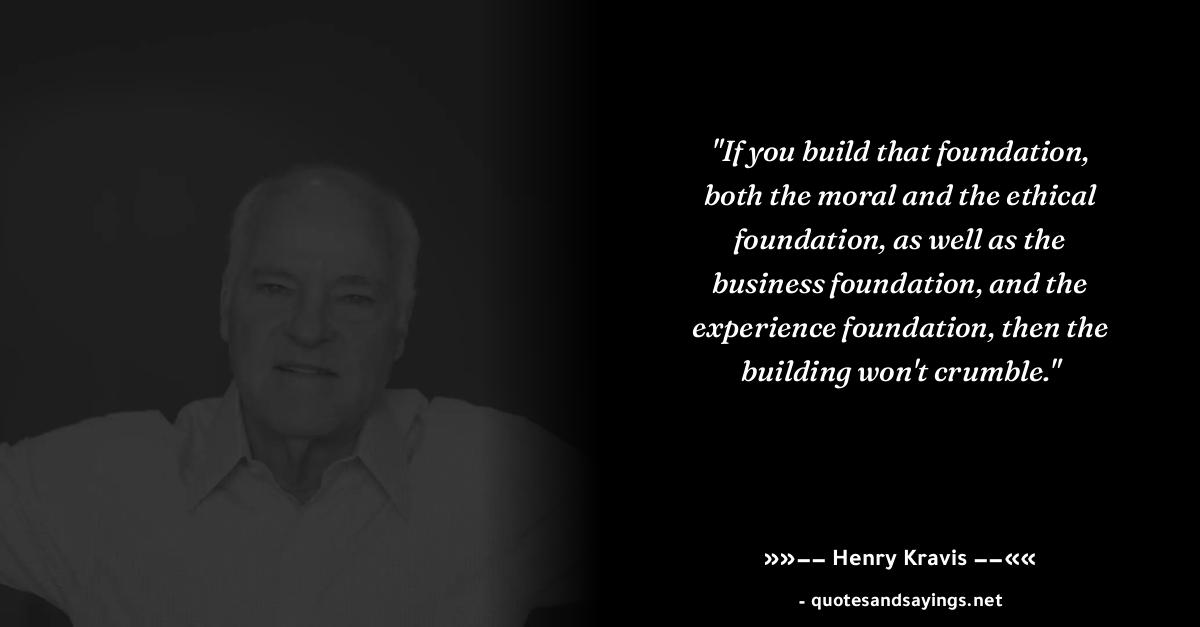 "If you build that foundation,
both the moral and the ethical
foundation, as well as the
business foundation, and the
experience foundation, then the
building won't crumble."
»»−− Henry Kravis −−««
- quotesandsayings.net